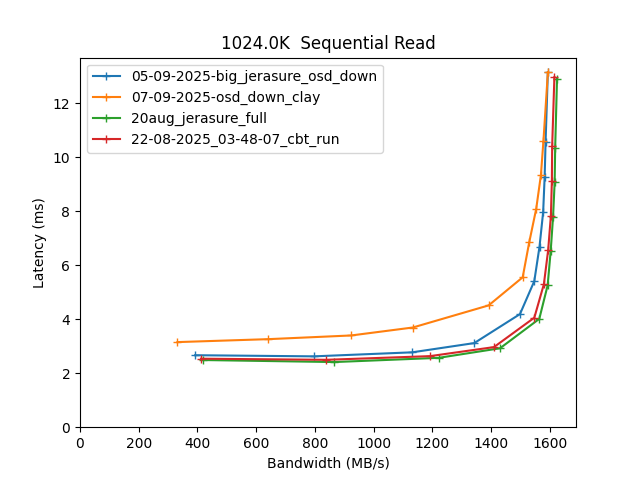 1024.0K  Sequential Read
05-09-2025-big_jerasure_osd_down
07-09-2025-osd_down_clay
20aug_jerasure_full
22-08-2025_03-48-07_cbt_run
Latency (ms)
12
10
8
6
4
2
0
0 200 400 600 800 1000 1200 1400 1600
Bandwidth (MB/s)